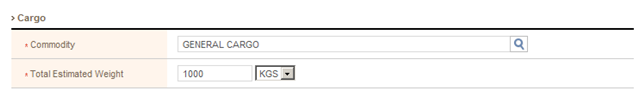 › Cargo
* Commodity GENERAL CARGO
* Total Estimated Weight 1000 KGS